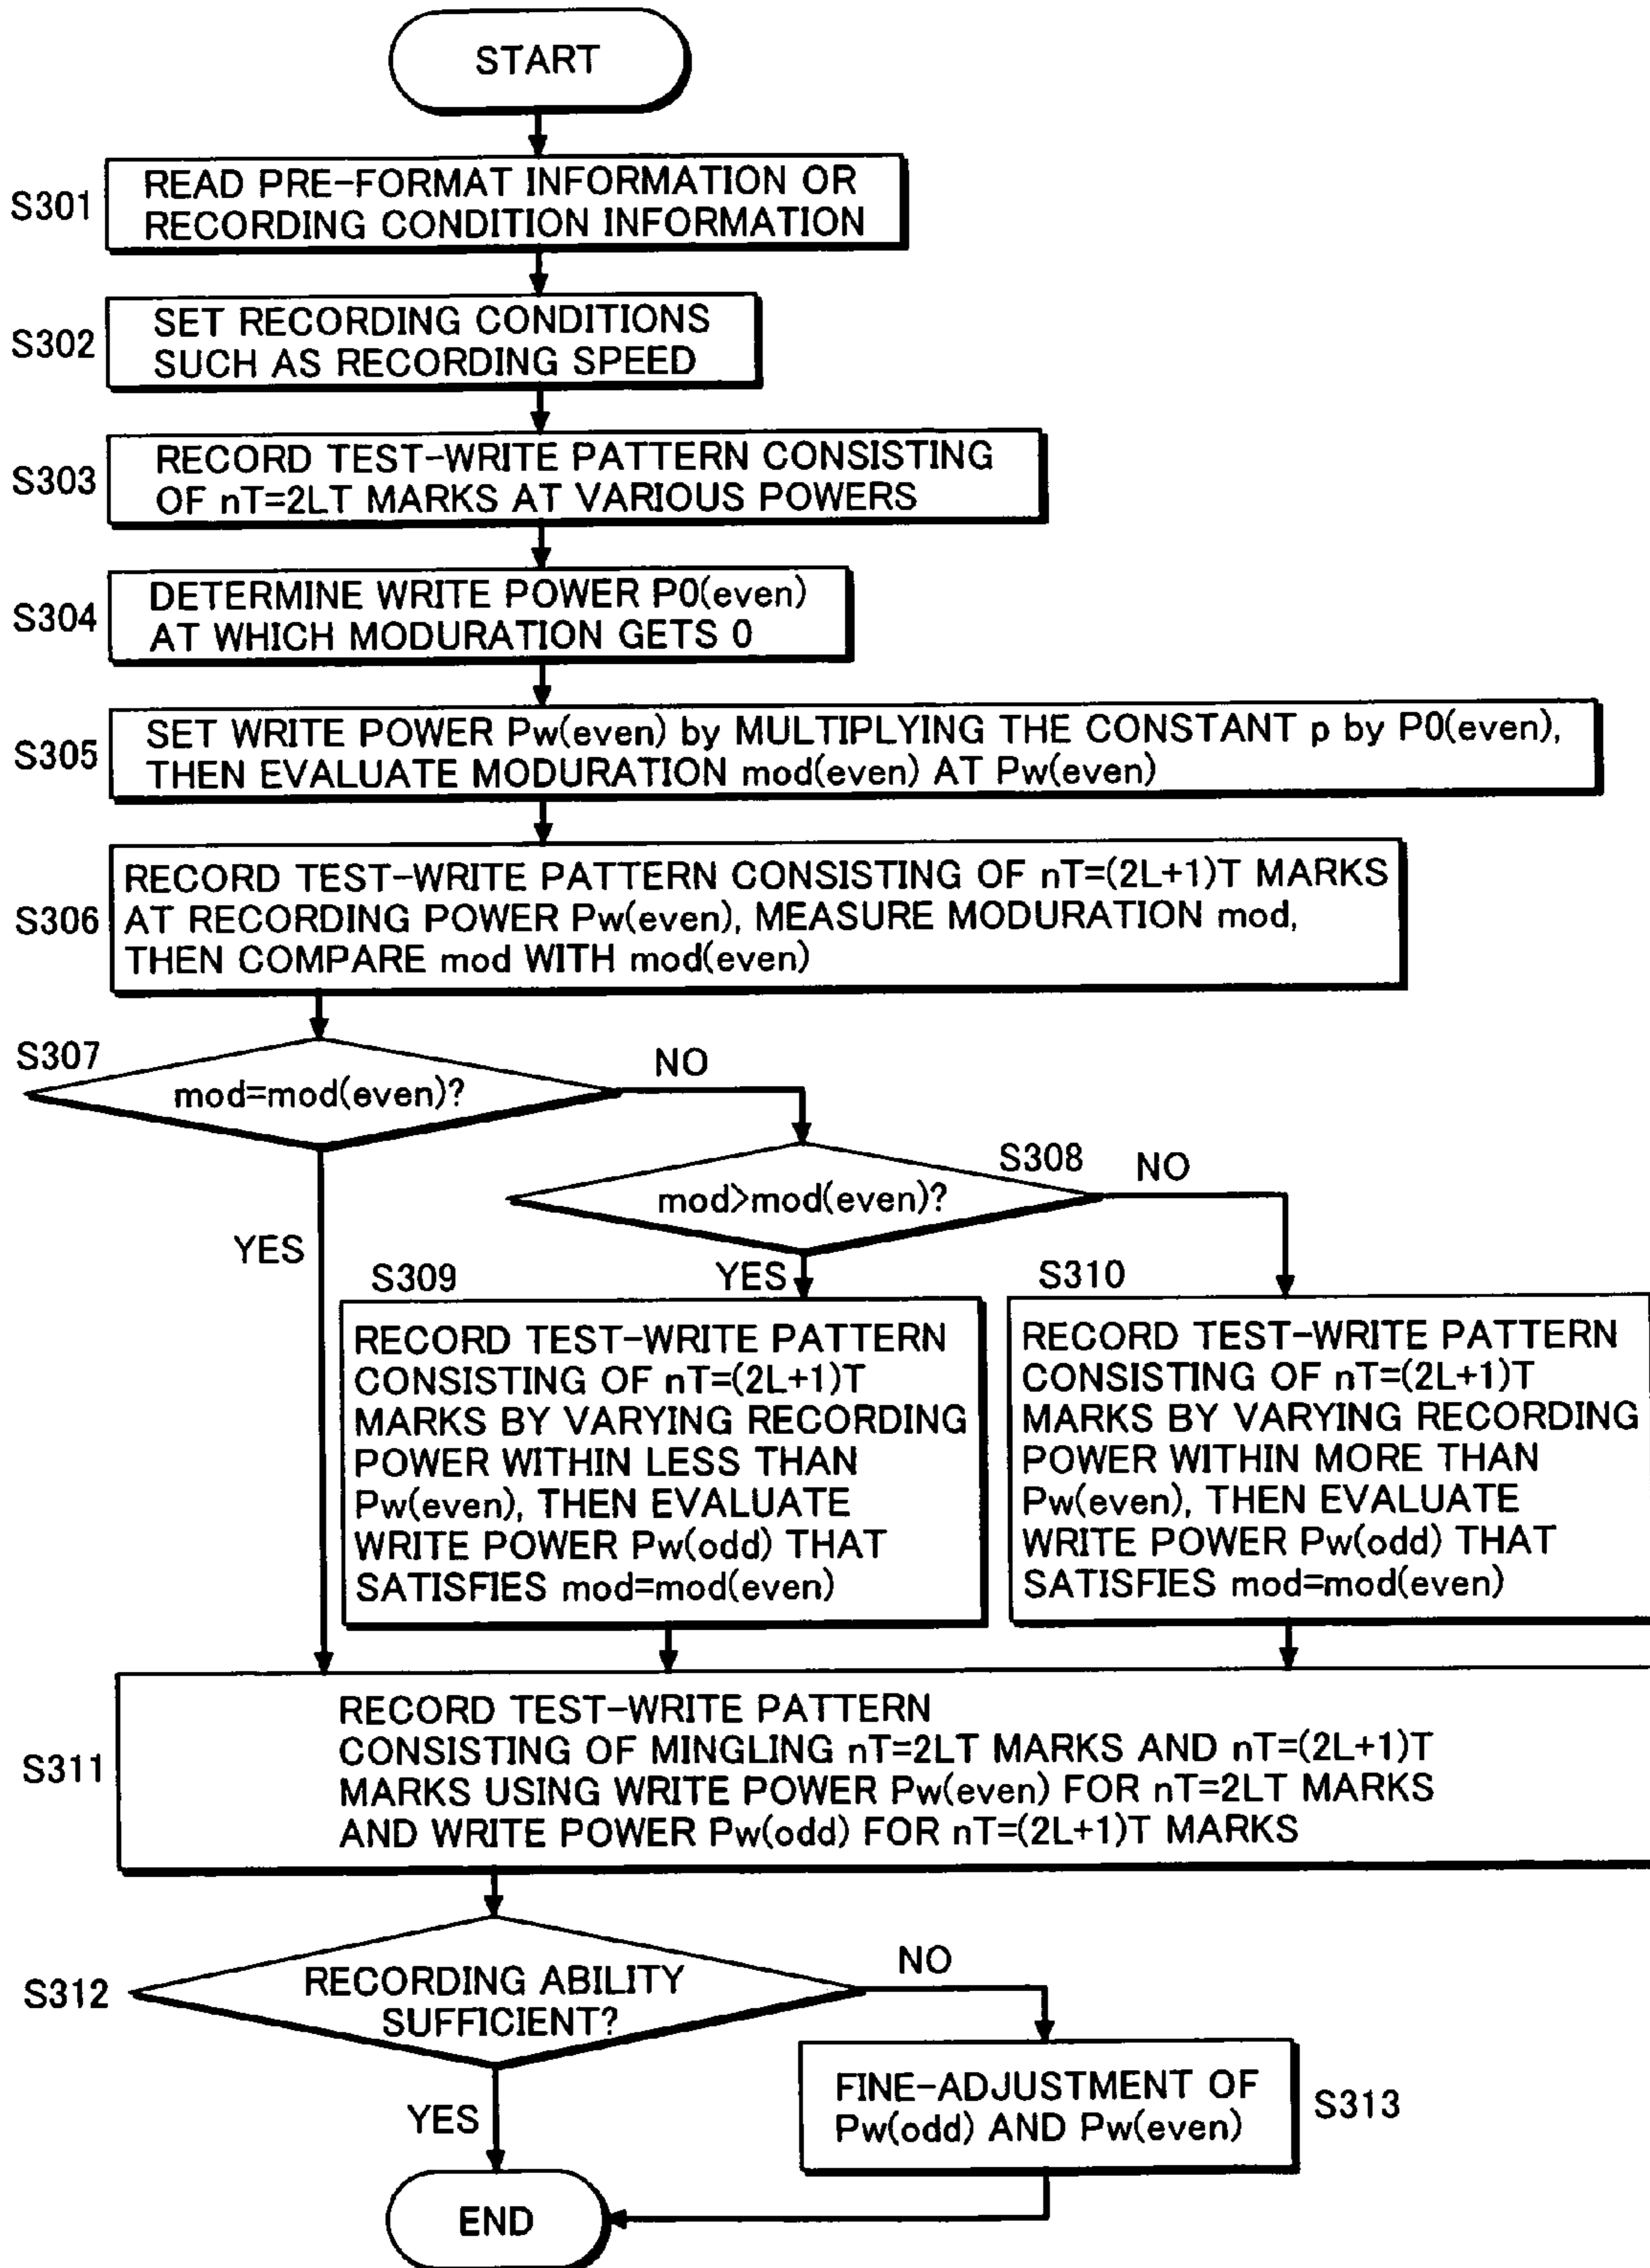 START
S301
READ PRE-FORMAT INFORMATION OR
RECORDING CONDITION INFORMATION
S302
SET RECORDING CONDITIONS
SUCH AS RECORDING SPEED
S303
RECORD TEST-WRITE PATTERN CONSISTING
OF nT=2LT MARKS AT VARIOUS POWERS
S304
DETERMINE WRITE POWER P0(even)
AT WHICH MODURATION GETS 0
S305
SET WRITE POWER Pw(even) by MULTIPLYING THE CONSTANT p by P0(even),
THEN EVALUATE MODURATION mod(even) AT Pw(even)
S306
RECORD TEST-WRITE PATTERN CONSISTING OF nT=(2L+1)T MARKS
AT RECORDING POWER Pw(even), MEASURE MODURATION mod,
THEN COMPARE mod WITH mod(even)
S307
mod=mod(even)?
NO
YES
S308
mod>mod(even)?
NO
YES
S309
RECORD TEST-WRITE PATTERN
CONSISTING OF nT=(2L+1)T
MARKS BY VARYING RECORDING
POWER WITHIN LESS THAN
Pw(even), THEN EVALUATE
WRITE POWER Pw(odd) THAT
SATISFIES mod=mod(even)
S310
RECORD TEST-WRITE PATTERN
CONSISTING OF nT=(2L+1)T
MARKS BY VARYING RECORDING
POWER WITHIN MORE THAN
Pw(even), THEN EVALUATE
WRITE POWER Pw(odd) THAT
SATISFIES mod=mod(even)
S311
RECORD TEST-WRITE PATTERN
CONSISTING OF MINGLING nT=2LT MARKS AND nT=(2L+1)T
MARKS USING WRITE POWER Pw(even) FOR nT=2LT MARKS
AND WRITE POWER Pw(odd) FOR nT=(2L+1)T MARKS
S312
RECORDING ABILITY
SUFFICIENT?
NO
YES
FINE-ADJUSTMENT OF
Pw(odd) AND Pw(even)
S313
END